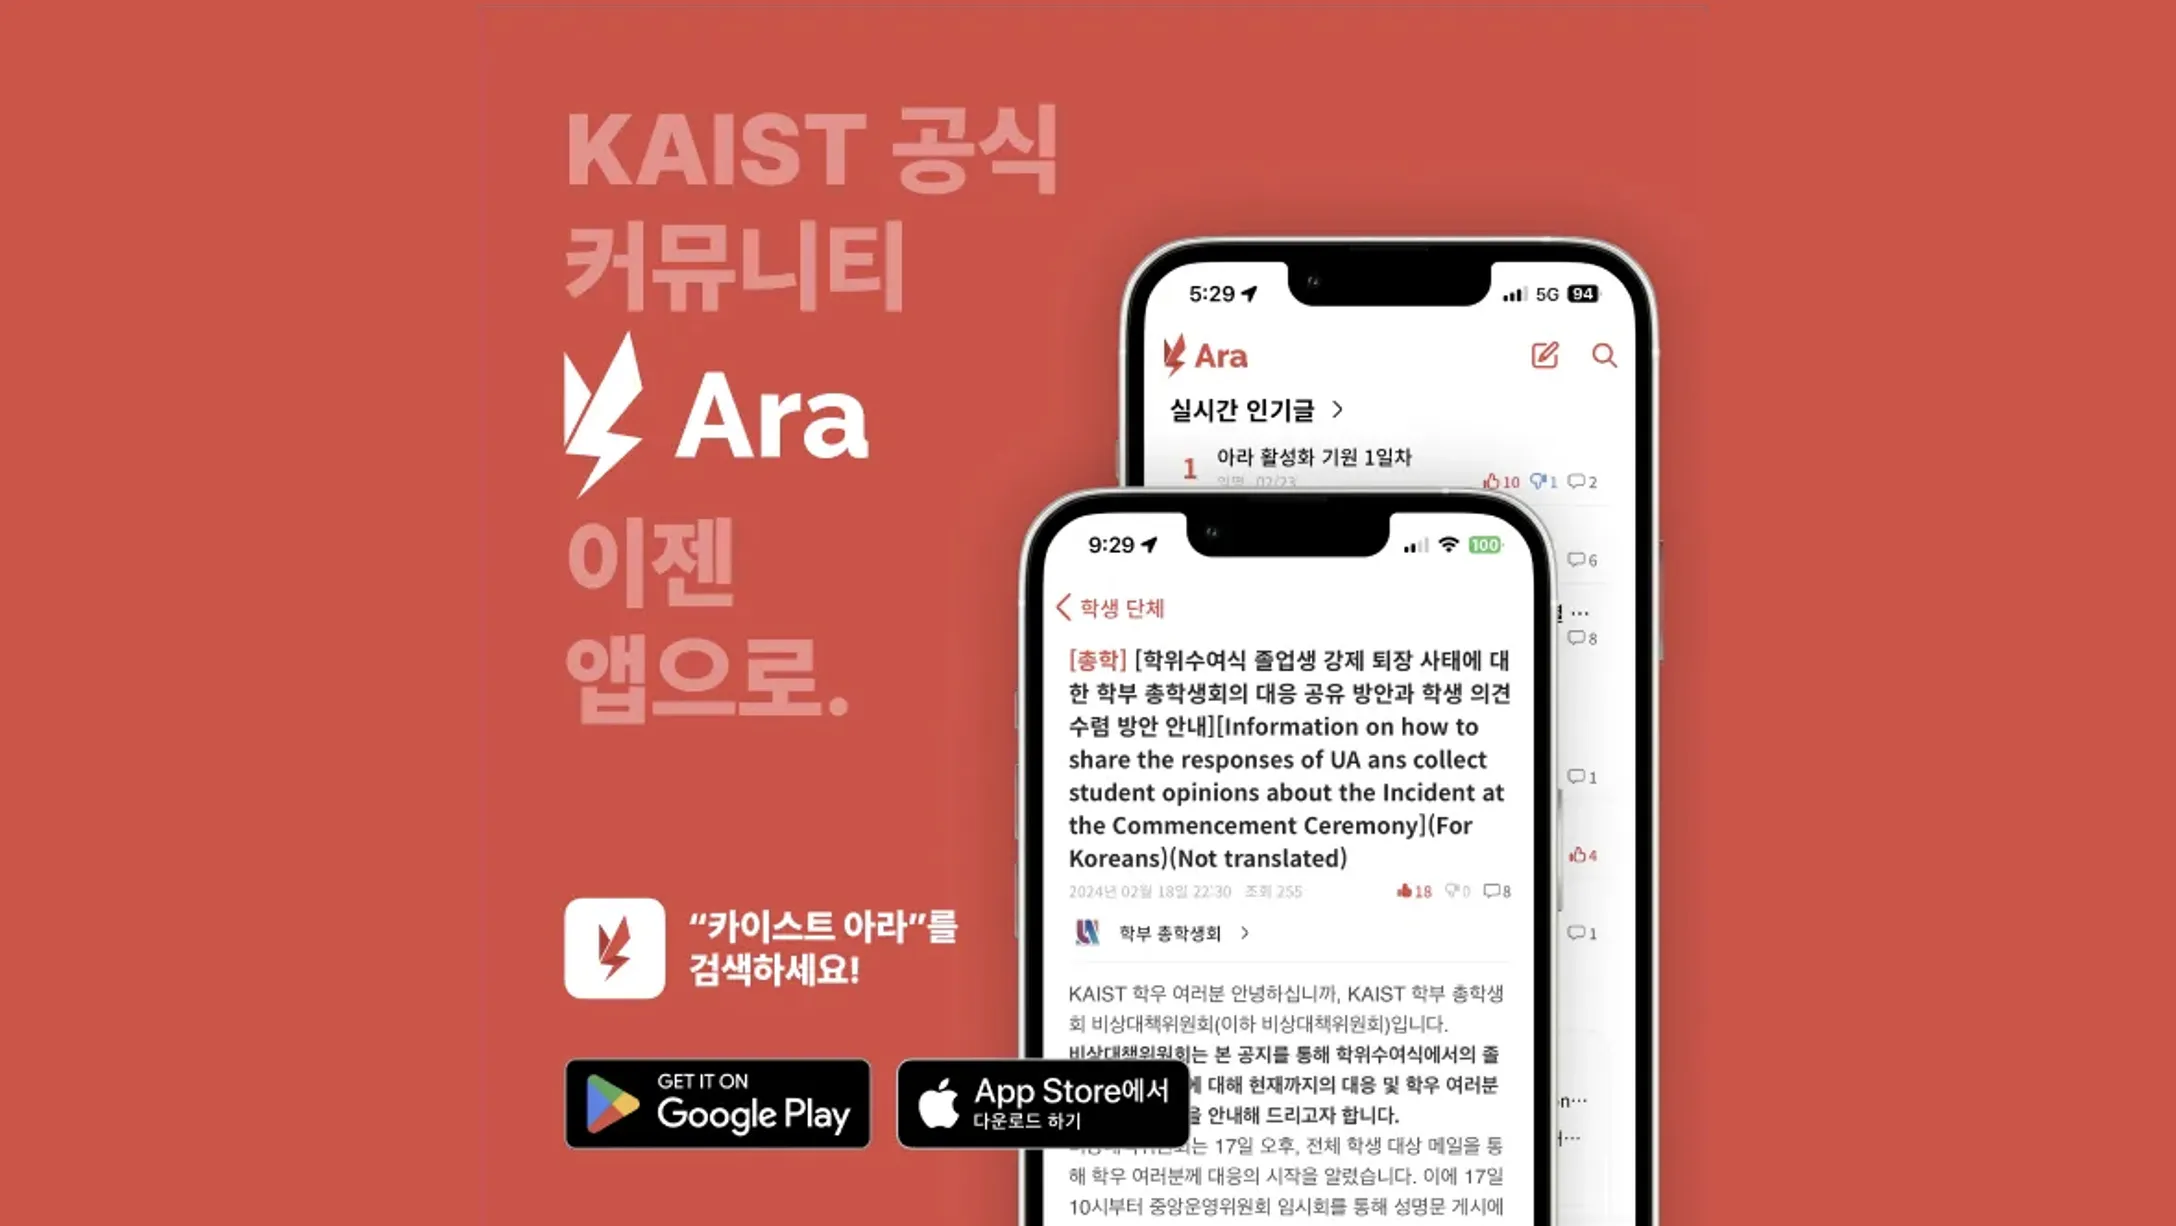 KAIST 공식
커뮤니티
Ara
이젠
앱으로.
“카이스트 아라”를
검색하세요!
GET IT ON
Google Play
App Store에서
다운로드 하기
5:29
5G 94
Ara
실시간 인기글 >
1 아라 활성화 기원 1일차
익명 02/23 10 1 2
6
...
8
1
4
1
9:29
100
학생 단체
[총학] [학위수여식 졸업생 강제 퇴장 사태에 대
한 학부 총학생회의 대응 공유 방안과 학생 의견
수렴 방안 안내][Information on how to
share the responses of UA ans collect
student opinions about the Incident at
the Commencement Ceremony](For
Koreans)(Not translated)
2024년 02월 18일 22:30 조회 255 18 0 8
학부 총학생회 >
KAIST 학우 여러분 안녕하십니까, KAIST 학부 총학생
회 비상대책위원회(이하 비상대책위원회)입니다.
비상대책위원회는 본 공지를 통해 학위수여식에서의 졸
대해 현재까지의 대응 및 학우 여러분
안내해 드리고자 합니다.
17일 오후, 전체 학생 대상 메일을 통
해 학우 여러분께 대응의 시작을 알렸습니다. 이에 17일
10시부터 중앙운영위원회 임시회를 통해 성명문 게시에